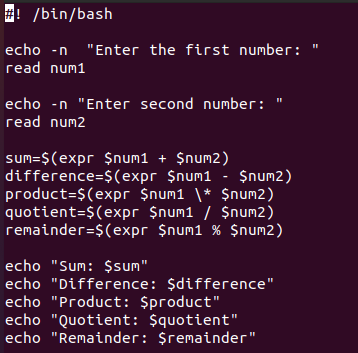 #! /bin/bash
echo -n  "Enter the first number: "
read num1
echo -n "Enter second number: "
read num2
sum=$(expr $num1 + $num2)
difference=$(expr $num1 - $num2)
product=$(expr $num1 \* $num2)
quotient=$(expr $num1 / $num2)
remainder=$(expr $num1 % $num2)
echo "Sum: $sum"
echo "Difference: $difference"
echo "Product: $product"
echo "Quotient: $quotient"
echo "Remainder: $remainder"